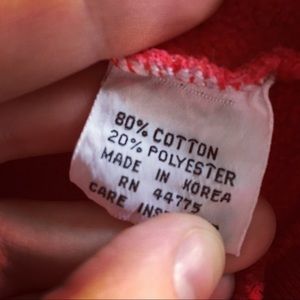 80% COTTON
20% POLYESTER
MADE IN KOREA
RN 44775
CARE